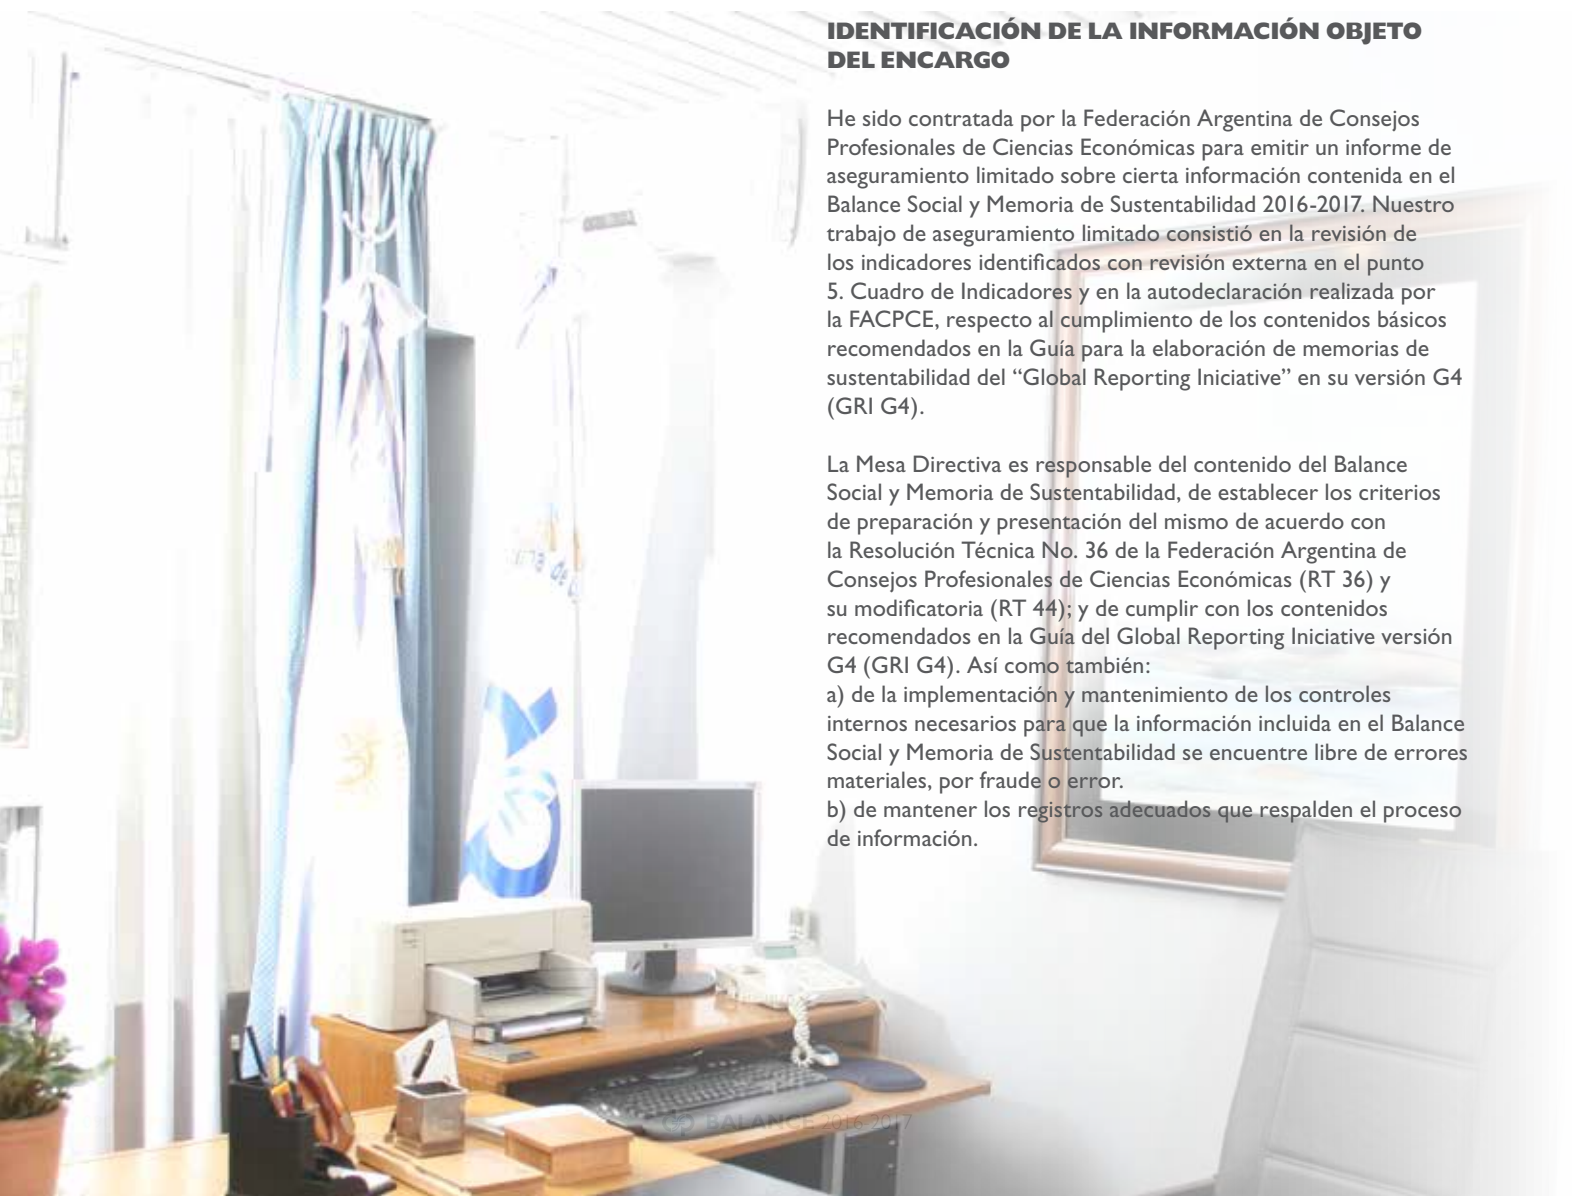 IDENTIFICACIÓN DE LA INFORMACIÓN OBJETO
DEL ENCARGO
He sido contratada por la Federación Argentina de Consejos
Profesionales de Ciencias Económicas para emitir un informe de
aseguramiento limitado sobre cierta información contenida en el
Balance Social y Memoria de Sustentabilidad 2016-2017. Nuestro
trabajo de aseguramiento limitado consistió en la revisión de
los indicadores identificados con revisión externa en el punto
5. Cuadro de Indicadores y en la autodeclaración realizada por
la FACPCE, respecto al cumplimiento de los contenidos básicos
recomendados en la Guía para la elaboración de memorias de
sustentabilidad del “Global Reporting Iniciative” en su versión G4
(GRI G4).
La Mesa Directiva es responsable del contenido del Balance
Social y Memoria de Sustentabilidad, de establecer los criterios
de preparación y presentación del mismo de acuerdo con
la Resolución Técnica No. 36 de la Federación Argentina de
Consejos Profesionales de Ciencias Económicas (RT 36) y
su modificatoria (RT 44); y de cumplir con los contenidos
recomendados en la Guía del Global Reporting Iniciative versión
G4 (GRI G4). Así como también:
a) de la implementación y mantenimiento de los controles
internos necesarios para que la información incluida en el Balance
Social y Memoria de Sustentabilidad se encuentre libre de errores
materiales, por fraude o error.
b) de mantener los registros adecuados que respalden el proceso
de información.
BALANCE 2016-2017